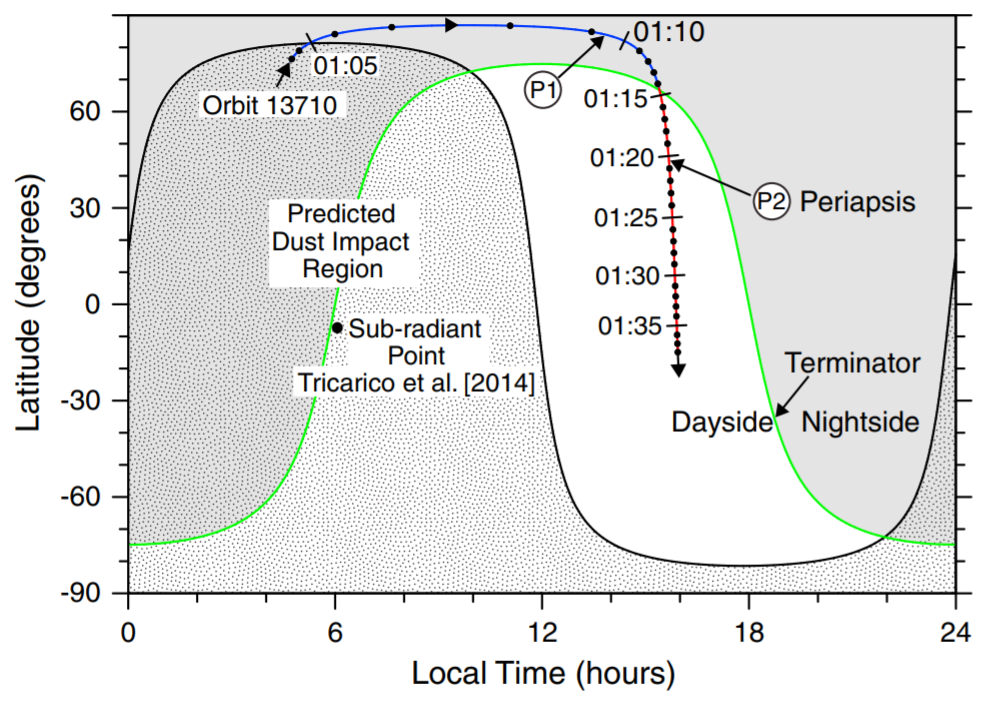 01:10
01:05
P1
Orbit 13710
01:15
60
01:20
P2 Periapsis
30
Predicted
Dust Impact
Region
01:25
01:30
0
Sub-radiant
Point
Tricarico et al. [2014]
01:35
Terminator
-30
Dayside Nightside
-60
-90
0
6
12
18
24
Latitude (degrees)
Local Time (hours)